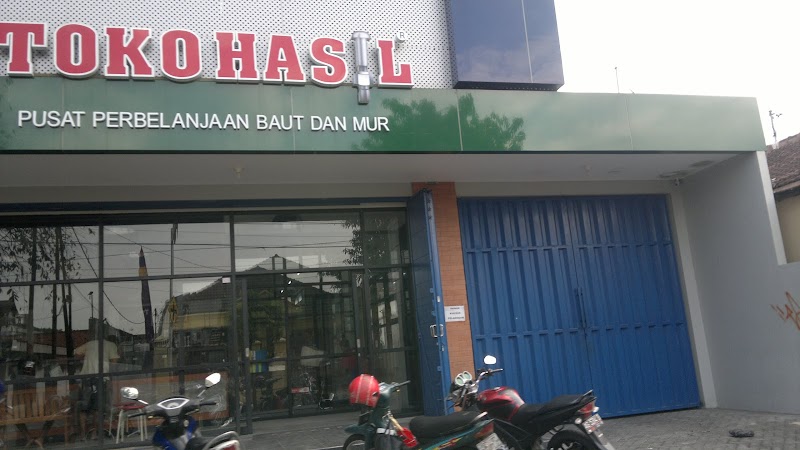 TOKO HASIL
PUSAT PERBELANJAAN BAUT DAN MUR